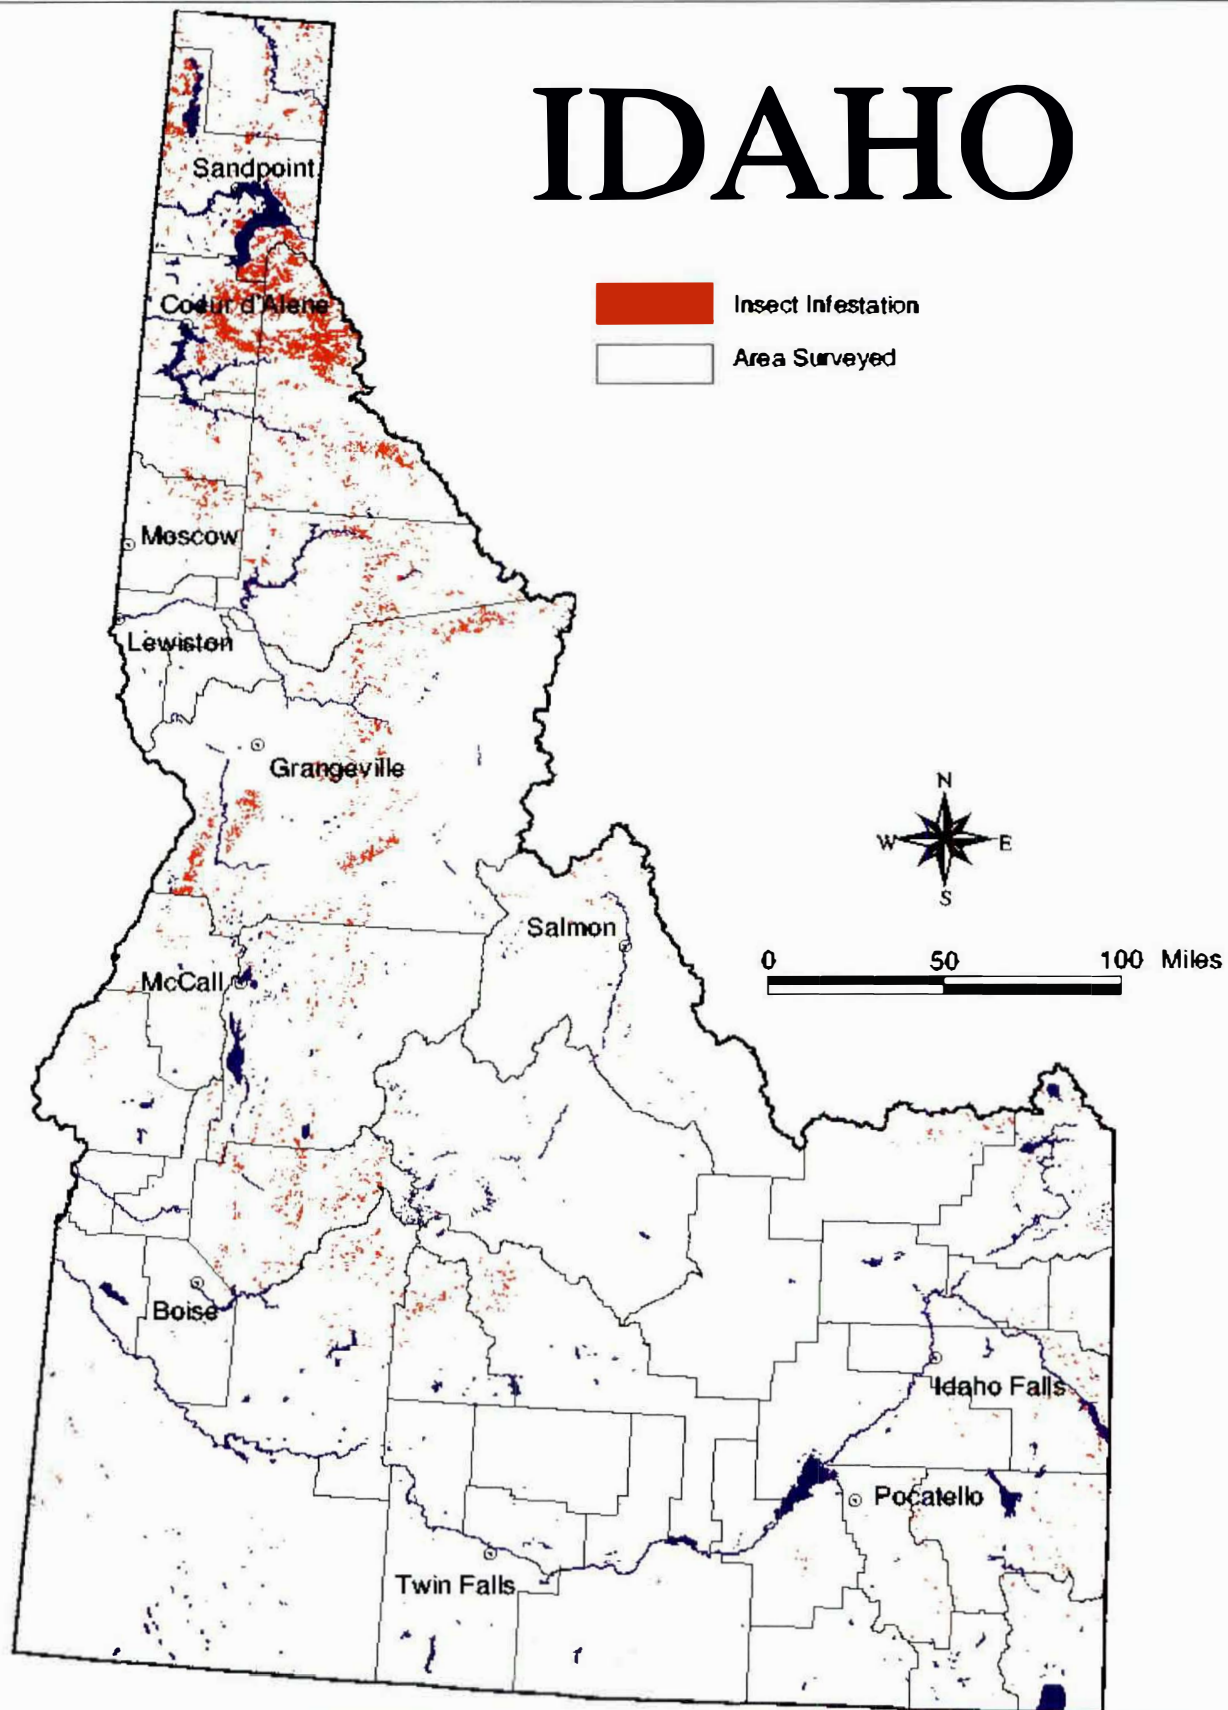 IDAHO
Sandpoint
Insect Infestation
Coeur d'Alene
Area Surveyed
Moscow
Lewiston
Grangeville
N
W E
S
Salmon
0 50 100 Miles
McCall
Boise
Idaho Falls
Pocatello
Twin Falls